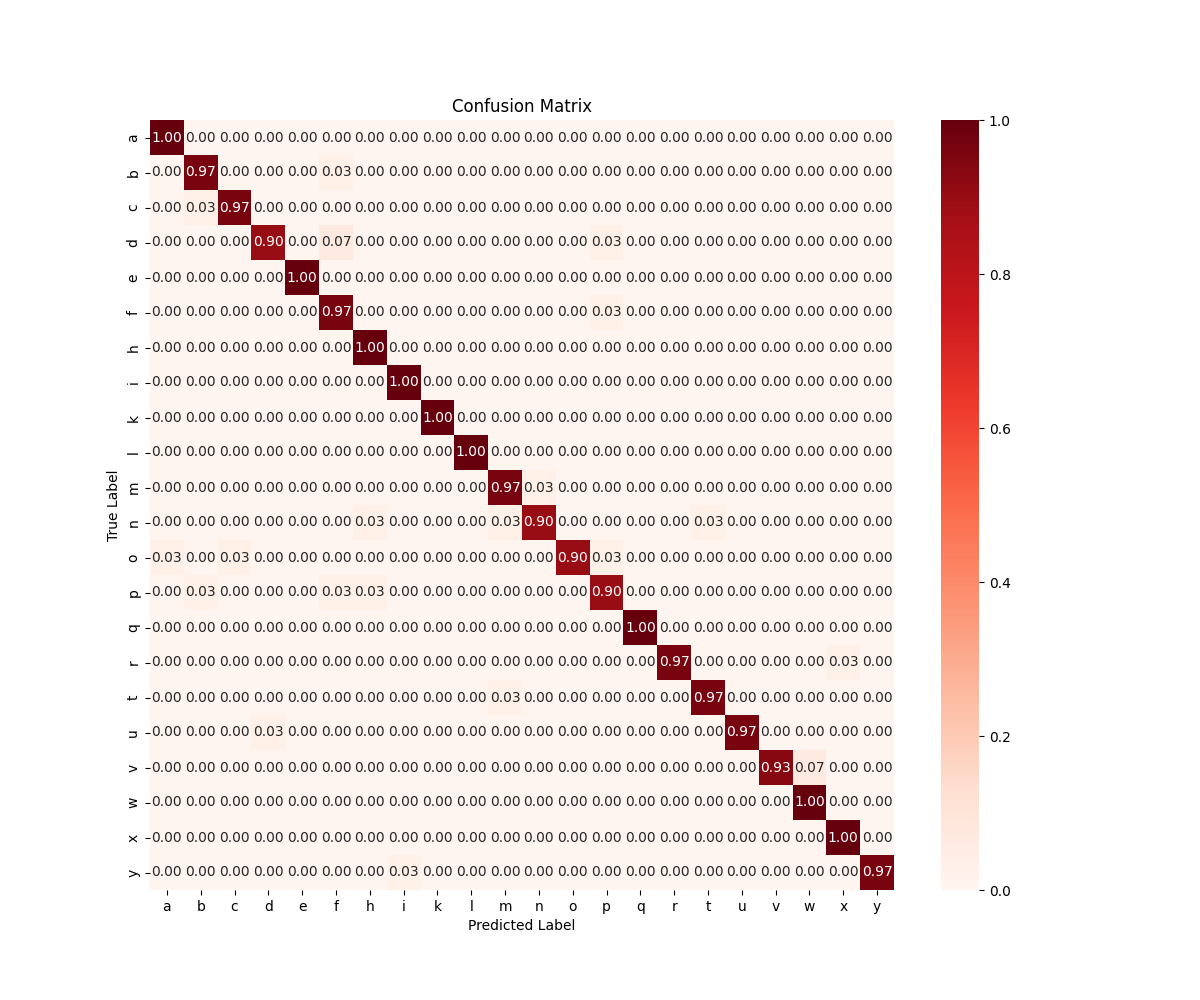 Confusion Matrix
a 1.00 0.00 0.00 0.00 0.00 0.00 0.00 0.00 0.00 0.00 0.00 0.00 0.00 0.00 0.00 0.00 0.00 0.00 0.00 0.00 0.00 0.00 1.0
b 0.00 0.97 0.00 0.00 0.00 0.03 0.00 0.00 0.00 0.00 0.00 0.00 0.00 0.00 0.00 0.00 0.00 0.00 0.00 0.00 0.00 0.00
c 0.00 0.03 0.97 0.00 0.00 0.00 0.00 0.00 0.00 0.00 0.00 0.00 0.00 0.00 0.00 0.00 0.00 0.00 0.00 0.00 0.00 0.00
d 0.00 0.00 0.00 0.90 0.00 0.07 0.00 0.00 0.00 0.00 0.00 0.00 0.00 0.03 0.00 0.00 0.00 0.00 0.00 0.00 0.00 0.00
e 0.00 0.00 0.00 0.00 1.00 0.00 0.00 0.00 0.00 0.00 0.00 0.00 0.00 0.00 0.00 0.00 0.00 0.00 0.00 0.00 0.00 0.00 0.8
f 0.00 0.00 0.00 0.00 0.00 0.97 0.00 0.00 0.00 0.00 0.00 0.00 0.00 0.03 0.00 0.00 0.00 0.00 0.00 0.00 0.00 0.00
h 0.00 0.00 0.00 0.00 0.00 0.00 1.00 0.00 0.00 0.00 0.00 0.00 0.00 0.00 0.00 0.00 0.00 0.00 0.00 0.00 0.00 0.00
i 0.00 0.00 0.00 0.00 0.00 0.00 0.00 1.00 0.00 0.00 0.00 0.00 0.00 0.00 0.00 0.00 0.00 0.00 0.00 0.00 0.00 0.00
k 0.00 0.00 0.00 0.00 0.00 0.00 0.00 0.00 1.00 0.00 0.00 0.00 0.00 0.00 0.00 0.00 0.00 0.00 0.00 0.00 0.00 0.00 0.6
l 0.00 0.00 0.00 0.00 0.00 0.00 0.00 0.00 0.00 1.00 0.00 0.00 0.00 0.00 0.00 0.00 0.00 0.00 0.00 0.00 0.00 0.00
m 0.00 0.00 0.00 0.00 0.00 0.00 0.00 0.00 0.00 0.00 0.97 0.03 0.00 0.00 0.00 0.00 0.00 0.00 0.00 0.00 0.00 0.00
True Label
n 0.00 0.00 0.00 0.00 0.00 0.00 0.03 0.00 0.00 0.00 0.03 0.90 0.00 0.00 0.00 0.00 0.03 0.00 0.00 0.00 0.00 0.00
o 0.03 0.00 0.03 0.00 0.00 0.00 0.00 0.00 0.00 0.00 0.00 0.00 0.90 0.03 0.00 0.00 0.00 0.00 0.00 0.00 0.00 0.00
p 0.00 0.03 0.00 0.00 0.00 0.03 0.03 0.00 0.00 0.00 0.00 0.00 0.00 0.90 0.00 0.00 0.00 0.00 0.00 0.00 0.00 0.00 0.4
q 0.00 0.00 0.00 0.00 0.00 0.00 0.00 0.00 0.00 0.00 0.00 0.00 0.00 0.00 1.00 0.00 0.00 0.00 0.00 0.00 0.00 0.00
r 0.00 0.00 0.00 0.00 0.00 0.00 0.00 0.00 0.00 0.00 0.00 0.00 0.00 0.00 0.00 0.97 0.00 0.00 0.00 0.00 0.03 0.00
t 0.00 0.00 0.00 0.00 0.00 0.00 0.00 0.00 0.00 0.00 0.03 0.00 0.00 0.00 0.00 0.00 0.97 0.00 0.00 0.00 0.00 0.00
u 0.00 0.00 0.00 0.03 0.00 0.00 0.00 0.00 0.00 0.00 0.00 0.00 0.00 0.00 0.00 0.00 0.00 0.97 0.00 0.00 0.00 0.00 0.2
v 0.00 0.00 0.00 0.00 0.00 0.00 0.00 0.00 0.00 0.00 0.00 0.00 0.00 0.00 0.00 0.00 0.00 0.00 0.93 0.07 0.00 0.00
w 0.00 0.00 0.00 0.00 0.00 0.00 0.00 0.00 0.00 0.00 0.00 0.00 0.00 0.00 0.00 0.00 0.00 0.00 0.00 1.00 0.00 0.00
x 0.00 0.00 0.00 0.00 0.00 0.00 0.00 0.00 0.00 0.00 0.00 0.00 0.00 0.00 0.00 0.00 0.00 0.00 0.00 0.00 1.00 0.00
y 0.00 0.00 0.00 0.00 0.00 0.00 0.00 0.03 0.00 0.00 0.00 0.00 0.00 0.00 0.00 0.00 0.00 0.00 0.00 0.00 0.00 0.97 0.0
a b c d e f h i k l m n o p q r t u v w x y
Predicted Label